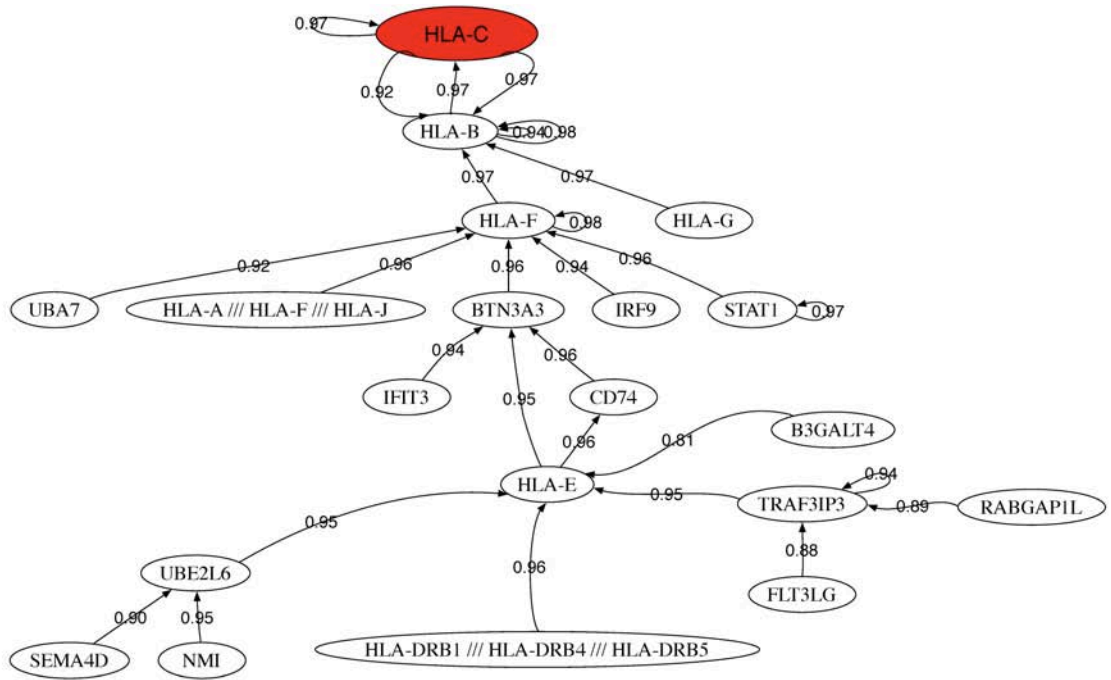 0.97
HLA-C
0.92 0.97 0.97
HLA-B 0.94 0.98
0.97 0.97
HLA-F 0.98 HLA-G
0.92 0.96 0.96 0.94 0.96
UBA7 HLA-A /// HLA-F /// HLA-J BTN3A3 IRF9 STAT1 0.97
0.94 0.96
IFIT3 0.95 CD74
B3GALT4
0.96 0.81
HLA-E
0.95 0.94
TRAF3IP3 0.89 RABGAP1L
0.95
0.88
0.96
UBE2L6
FLT3LG
0.90 0.95
SEMA4D NMI HLA-DRB1 /// HLA-DRB4 /// HLA-DRB5